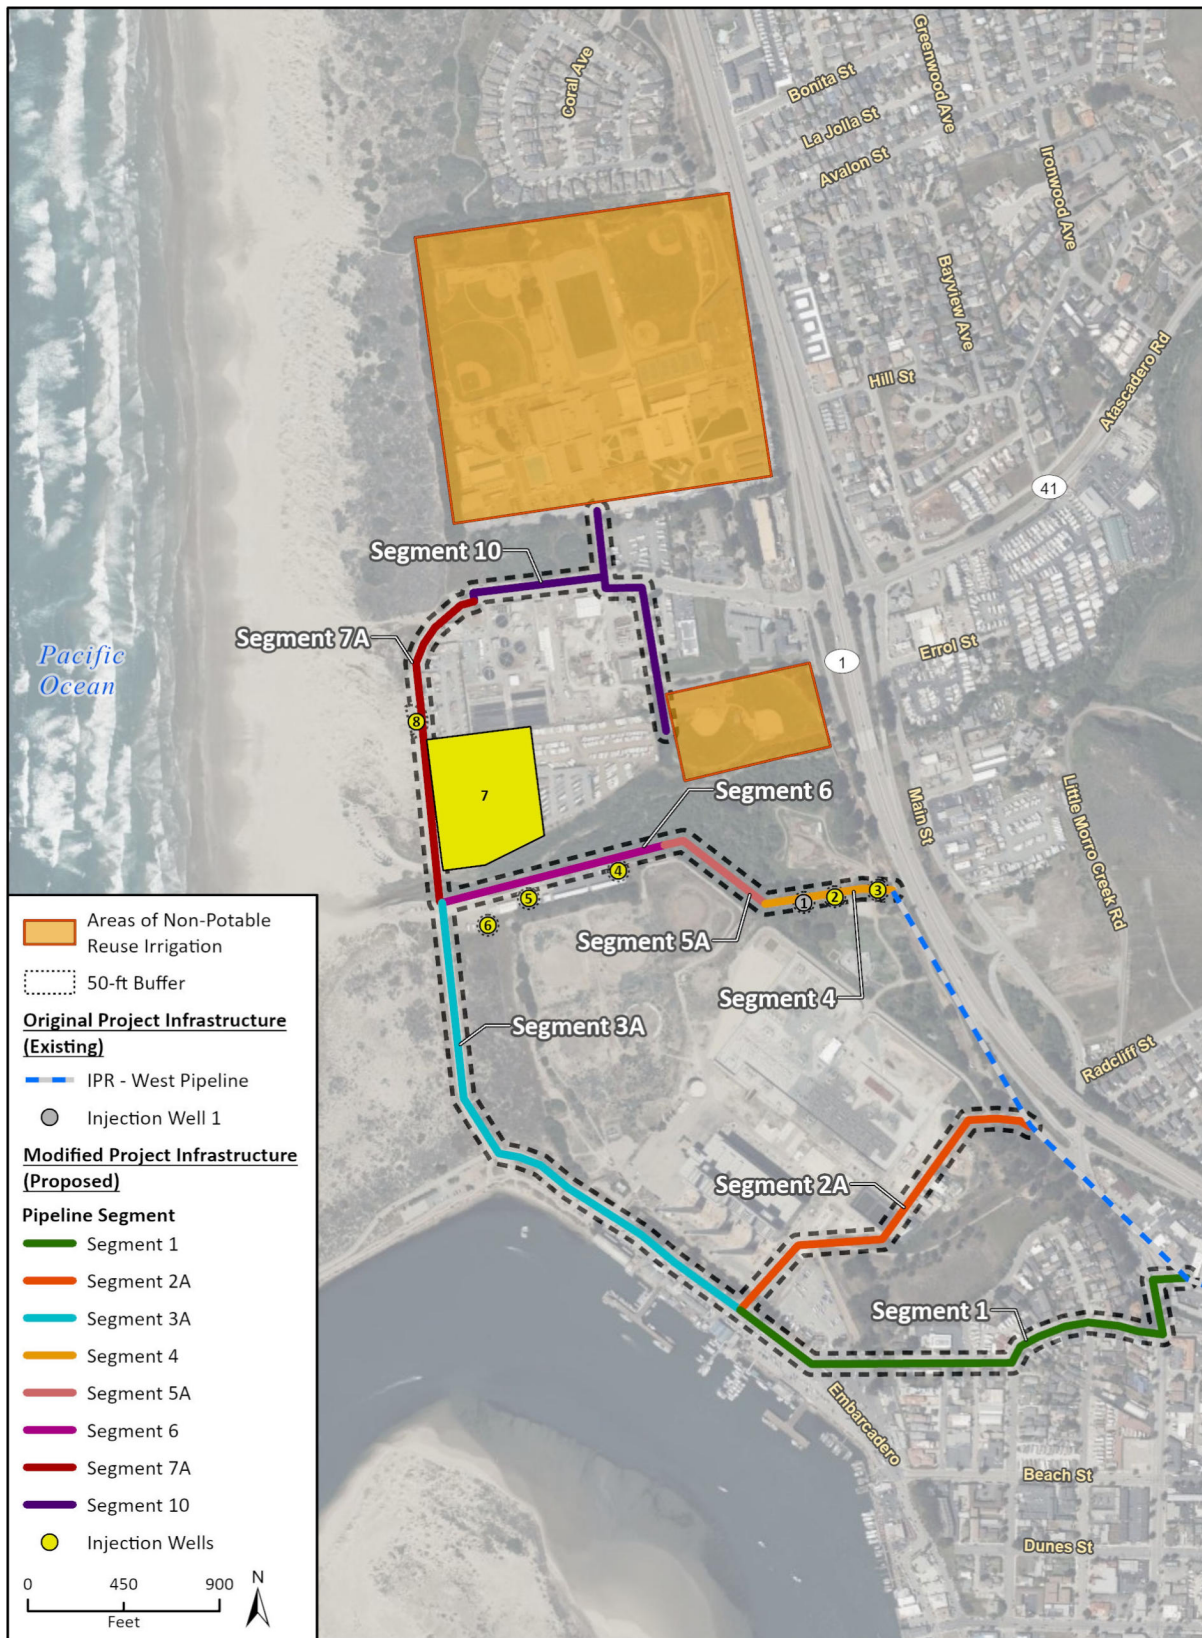 Coral Ave
Greenwood Ave
Bonita St
La Jolla St
Avalon St
Ironwood Ave
Bayview Ave
Hill St
Atascadero Rd
41
Segment 10
Segment 7A
Pacific
Ocean
Errol St
1
8
7
Segment 6
Main St
Little Morro Creek Rd
4
5
6
1
2
3
Segment 5A
Segment 4
Segment 3A
Radcliff St
Segment 2A
Segment 1
Embarcadero
Beach St
Dunes St
Areas of Non-Potable
Reuse Irrigation
50-ft Buffer
Original Project Infrastructure
(Existing)
IPR - West Pipeline
Injection Well 1
Modified Project Infrastructure
(Proposed)
Pipeline Segment
Segment 1
Segment 2A
Segment 3A
Segment 4
Segment 5A
Segment 6
Segment 7A
Segment 10
Injection Wells
0 450 900
Feet
N